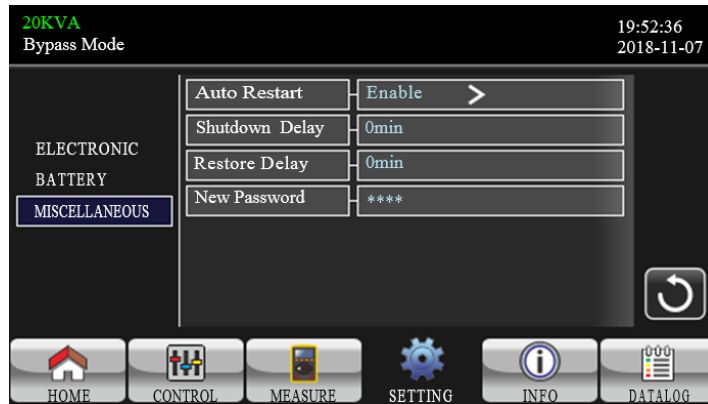 20KVA
Bypass Mode
19:52:36
2018-11-07
ELECTRONIC
BATTERY
MISCELLANEOUS
Auto Restart Enable >
Shutdown Delay 0min
Restore Delay 0min
New Password ****
HOME CONTROL MEASURE SETTING INFO DATALOG